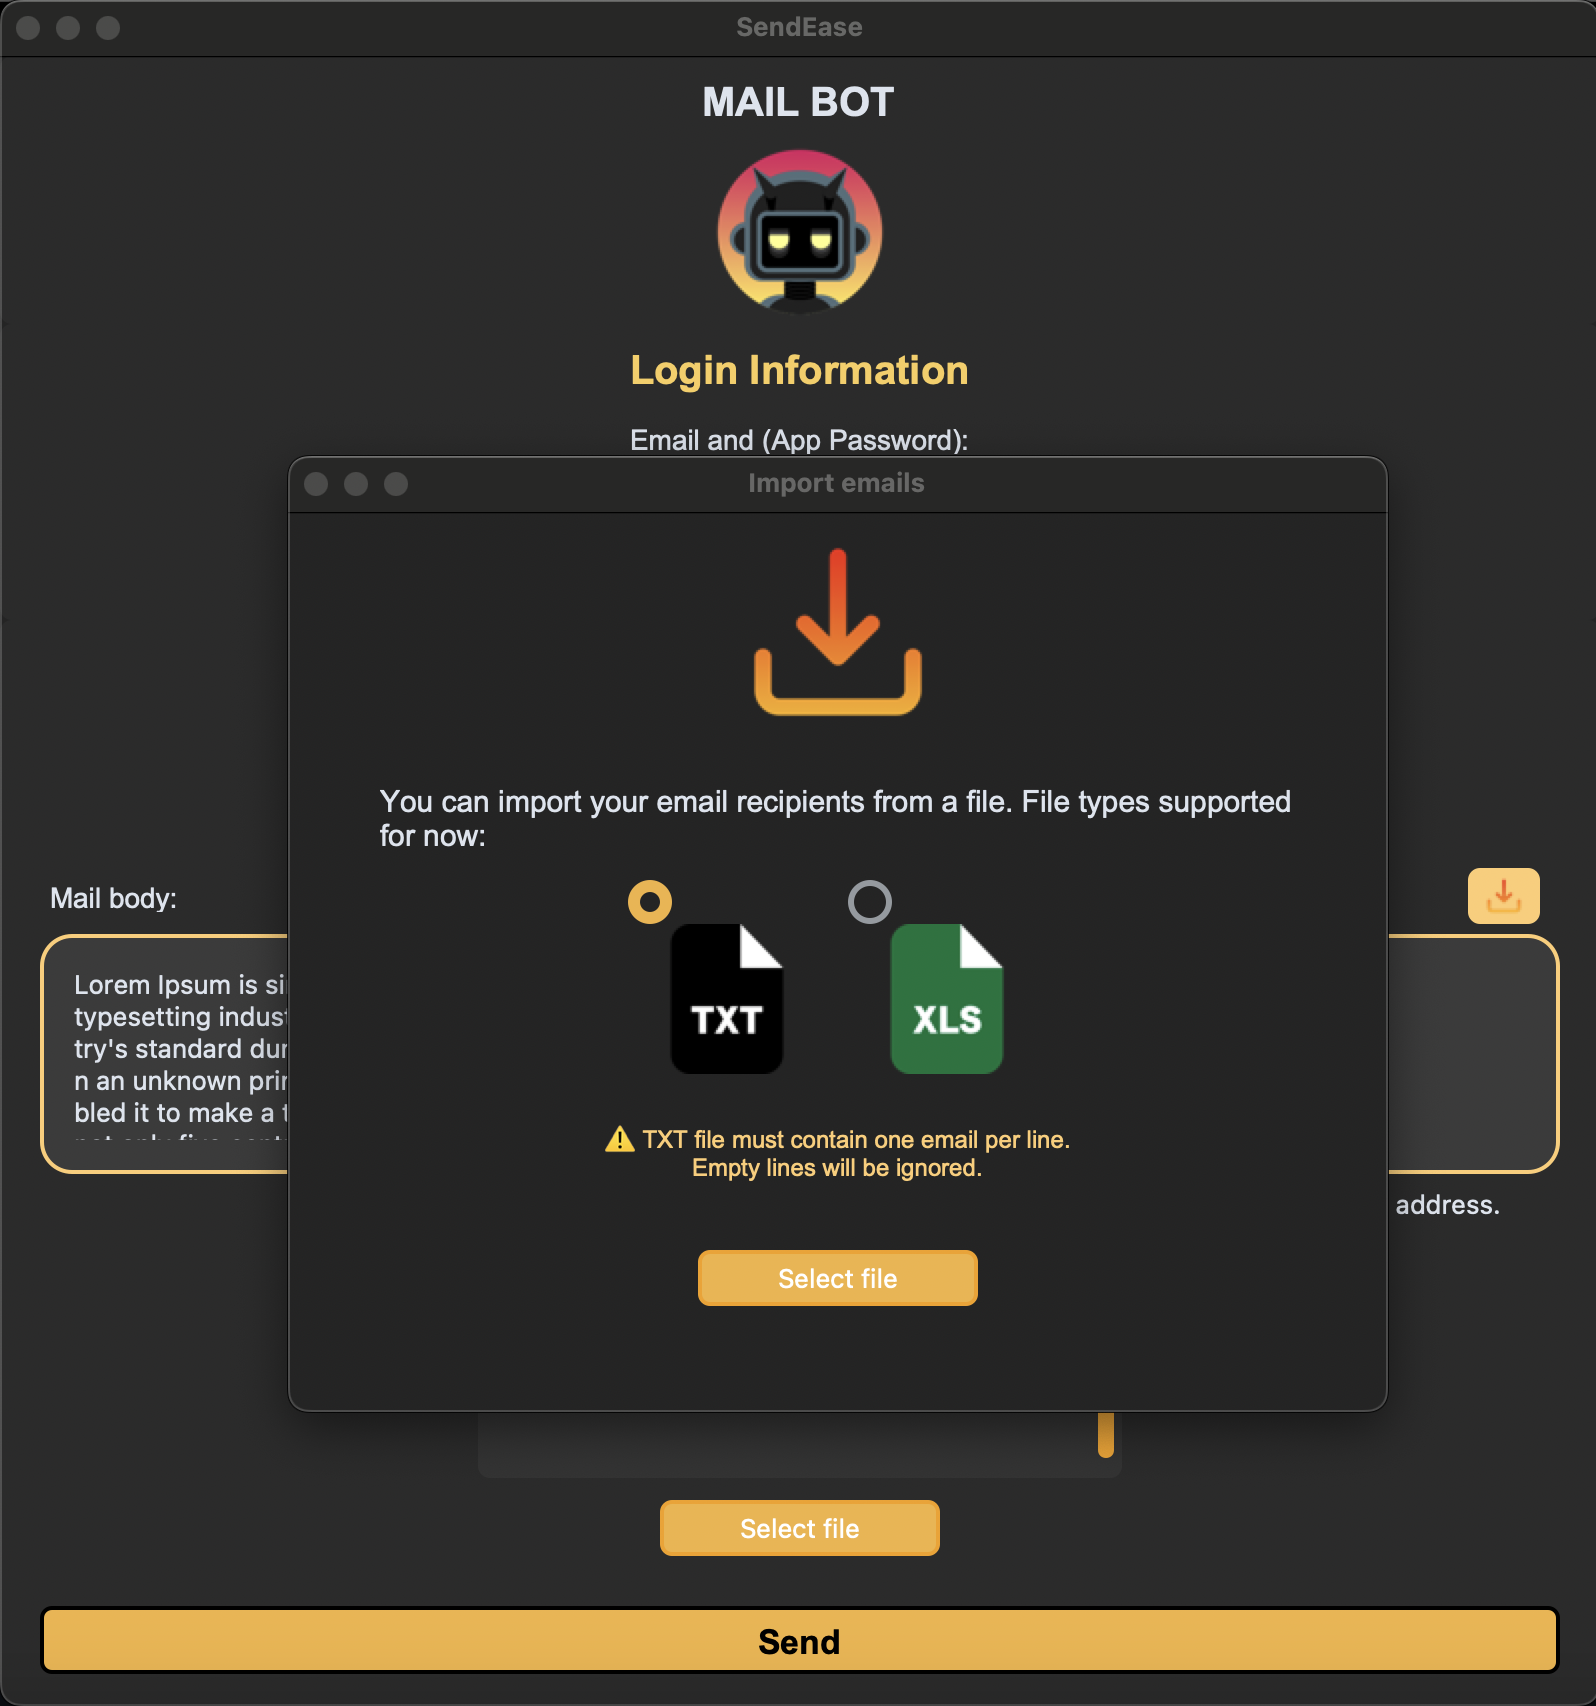 SendEase
MAIL BOT
Login Information
Email and (App Password):
Import emails
You can import your email recipients from a file. File types supported
for now:
TXT
XLS
⚠️ TXT file must contain one email per line.
Empty lines will be ignored.
Select file
Mail body:
Lorem Ipsum is si
typesetting indust
try's standard dur
n an unknown prin
bled it to make a t
address.
Select file
Send